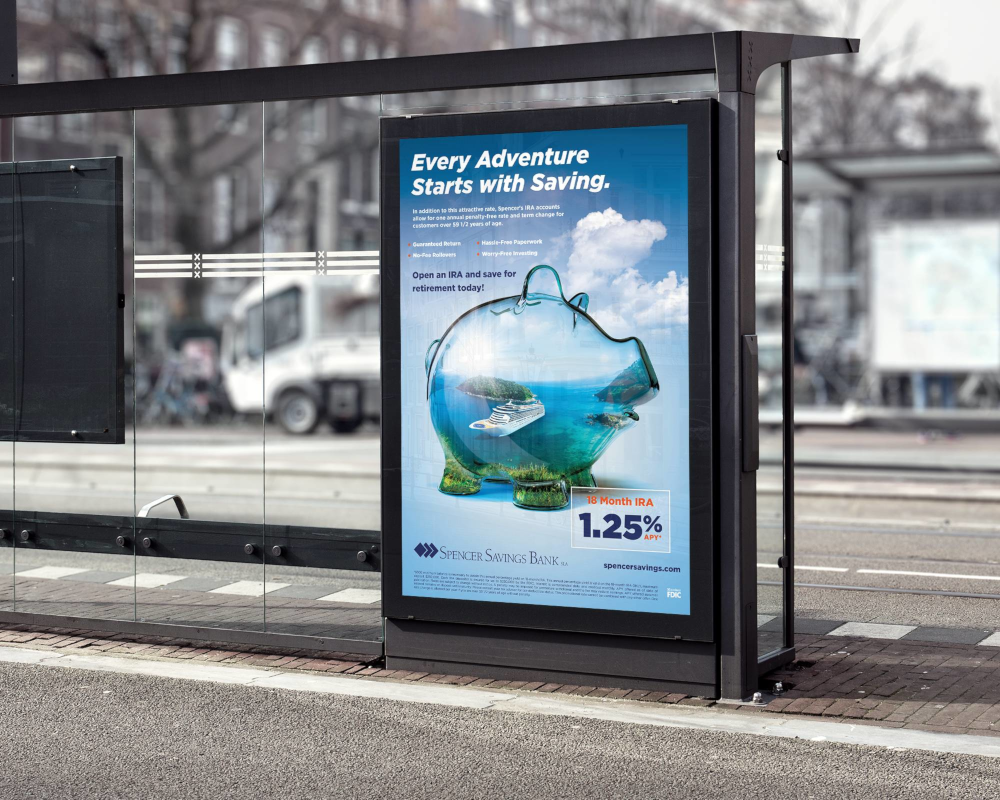 Every Adventure
Starts with Saving.
In addition to this attractive rate, Spencer's IRA accounts
allow for one annual penalty-free rate and term change for
customers over 59 1/2 years of age.
Guaranteed Return
Hassle-Free Paperwork
No-Fee Rollovers
Worry-Free Investing
Open an IRA and save for
retirement today!
18 Month IRA
1.25%
APY*
SPENCER SAVINGS BANK SLA
spencersavings.com
FDIC